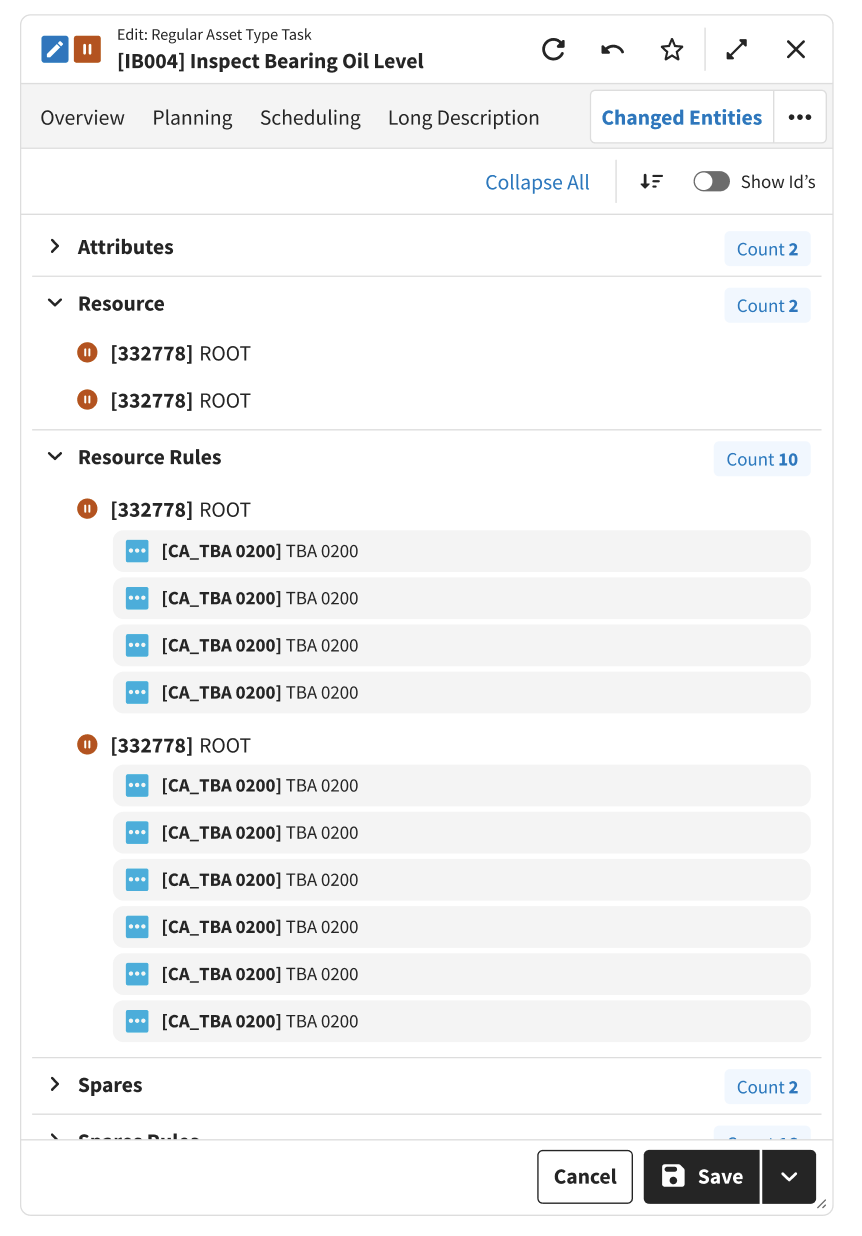 Edit: Regular Asset Type Task
[IB004] Inspect Bearing Oil Level
Overview Planning Scheduling Long Description Changed Entities
Collapse All Show Id’s
Attributes Count 2
Resource Count 2
[332778] ROOT
[332778] ROOT
Resource Rules Count 10
[332778] ROOT
[CA_TBA 0200] TBA 0200
[CA_TBA 0200] TBA 0200
[CA_TBA 0200] TBA 0200
[CA_TBA 0200] TBA 0200
[332778] ROOT
[CA_TBA 0200] TBA 0200
[CA_TBA 0200] TBA 0200
[CA_TBA 0200] TBA 0200
[CA_TBA 0200] TBA 0200
[CA_TBA 0200] TBA 0200
[CA_TBA 0200] TBA 0200
Spares Count 2
Spares Rules
Cancel Save